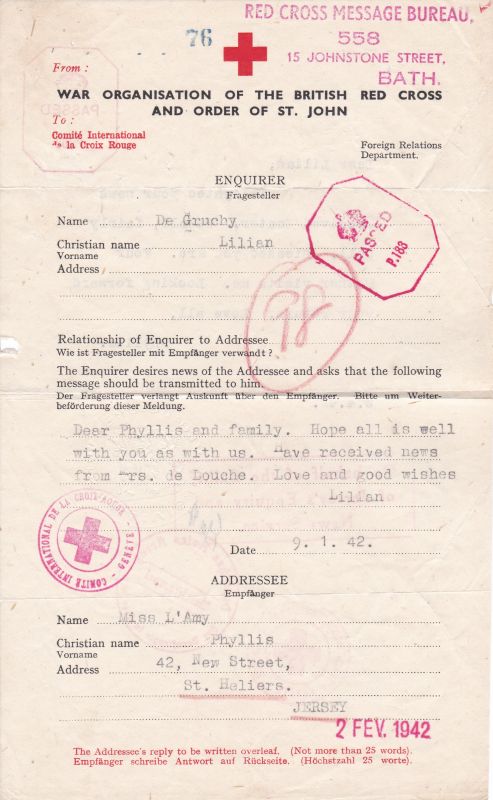 RED CROSS MESSAGE BUREAU,
76
558
15 JOHNSTONE STREET,
BATH.
From :
PASSED
WAR ORGANISATION OF THE BRITISH RED CROSS
AND ORDER OF ST. JOHN
To :
Comité International
de la Croix Rouge
Foreign Relations
Department.
ENQUIRER
Fragesteller
Name De Gruchy
Christian name Lilian
Vorname
Address
PASSED
P.183
98
Relationship of Enquirer to Addressee
Wie ist Fragesteller mit Empfänger verwandt ?
The Enquirer desires news of the Addressee and asks that the following
message should be transmitted to him.
Der Fragesteller verlangt Auskunft über den Empfänger. Bitte um Weiter-
beförderung dieser Meldung.
Dear Phyllis and family. Hope all is well
with you as with us. Have received news
from Mrs. de Louche. Love and good wishes
Lilian
COMITÉ INTERNATIONAL DE LA CROIX-ROUGE - GENÈVE
Date 9. 1. 42.
ADDRESSEE
Empfänger
Name Miss L'Amy
Christian name Phyllis
Vorname
Address 42, New Street,
St. Heliers.
JERSEY
2 FEV. 1942
The Addressee's reply to be written overleaf. (Not more than 25 words).
Empfänger schreibe Antwort auf Rückseite. (Höchstzahl 25 worte).